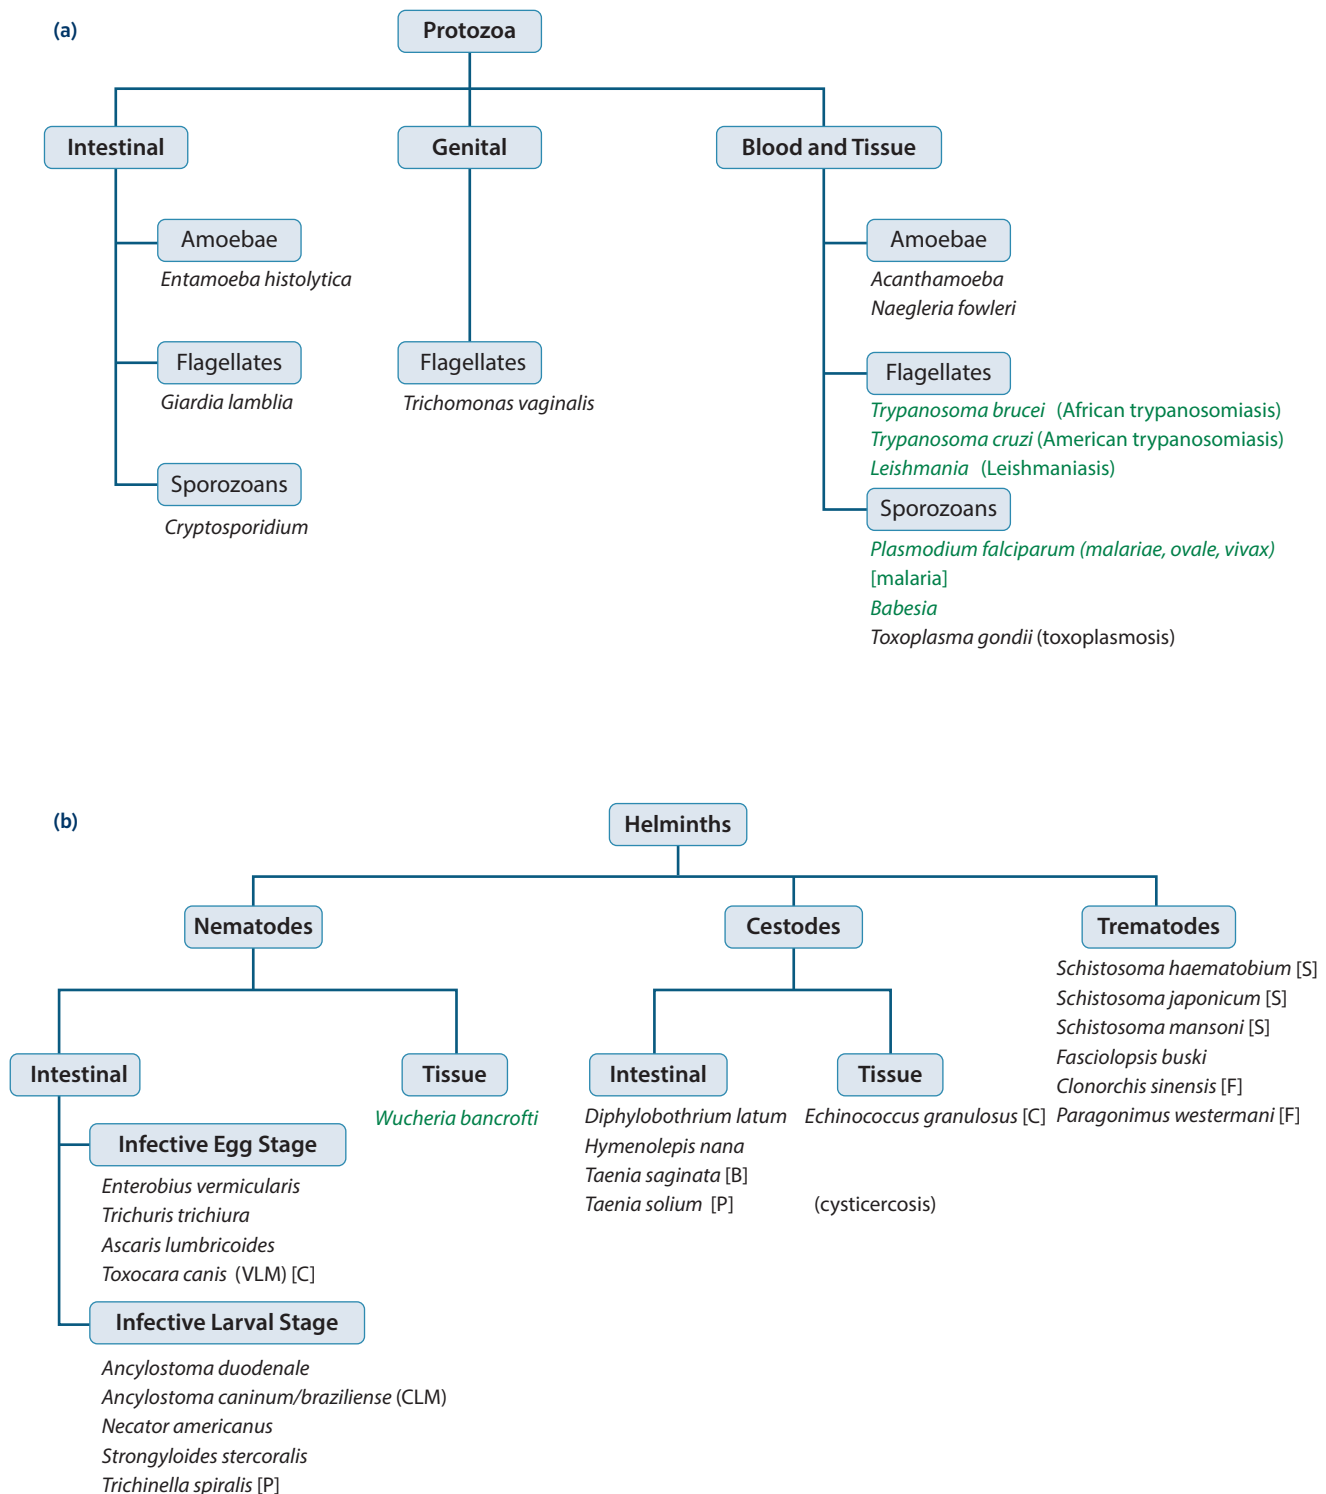 (a)
Protozoa
Intestinal
Genital
Blood and Tissue
Amoebae
Entamoeba histolytica
Flagellates
Giardia lamblia
Sporozoans
Cryptosporidium
Flagellates
Trichomonas vaginalis
Amoebae
Acanthamoeba
Naegleria fowleri
Flagellates
Trypanosoma brucei (African trypanosomiasis)
Trypanosoma cruzi (American trypanosomiasis)
Leishmania (Leishmaniasis)
Sporozoans
Plasmodium falciparum (malariae, ovale, vivax)
[malaria]
Babesia
Toxoplasma gondii (toxoplasmosis)
(b)
Helminths
Nematodes
Cestodes
Trematodes
Intestinal
Infective Egg Stage
Enterobius vermicularis
Trichuris trichiura
Ascaris lumbricoides
Toxocara canis (VLM) [C]
Infective Larval Stage
Ancylostoma duodenale
Ancylostoma caninum/braziliense (CLM)
Necator americanus
Strongyloides stercoralis
Trichinella spiralis [P]
Tissue
Wucheria bancrofti
Intestinal
Diphylobothrium latum
Hymenolepis nana
Taenia saginata [B]
Taenia solium [P]
Tissue
Echinococcus granulosus [C]
(cysticercosis)
Schistosoma haematobium [S]
Schistosoma japonicum [S]
Schistosoma mansoni [S]
Fasciolopsis buski
Clonorchis sinensis [F]
Paragonimus westermani [F]